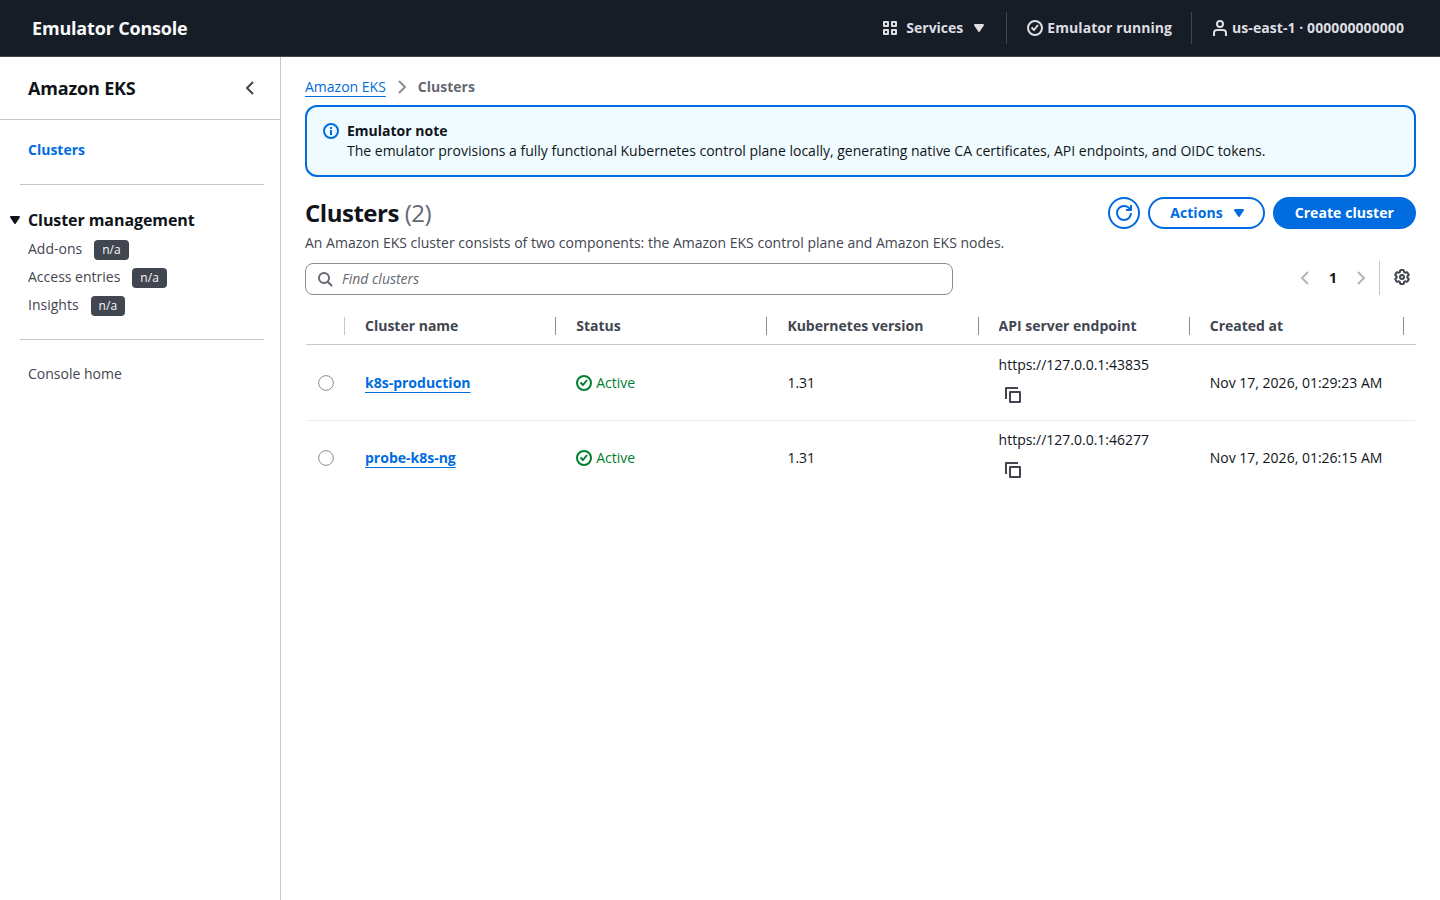 Emulator Console
Services
Emulator running
us-east-1 · 000000000000
Amazon EKS
Clusters
Cluster management
Add-ons n/a
Access entries n/a
Insights n/a
Console home
Amazon EKS > Clusters
Emulator note
The emulator provisions a fully functional Kubernetes control plane locally, generating native CA certificates, API endpoints, and OIDC tokens.
Clusters (2)
Actions
Create cluster
An Amazon EKS cluster consists of two components: the Amazon EKS control plane and Amazon EKS nodes.
Find clusters
1
Cluster name Status Kubernetes version API server endpoint Created at
k8s-production Active 1.31 https://127.0.0.1:43835 Nov 17, 2026, 01:29:23 AM
probe-k8s-ng Active 1.31 https://127.0.0.1:46277 Nov 17, 2026, 01:26:15 AM